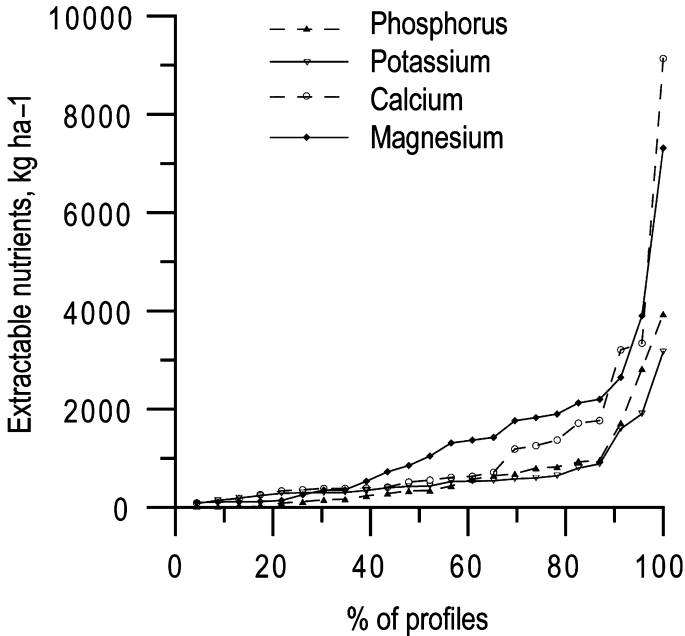 10000
8000
6000
4000
2000
0
Extractable nutrients, kg ha–1
Phosphorus
Potassium
Calcium
Magnesium
0 20 40 60 80 100
% of profiles